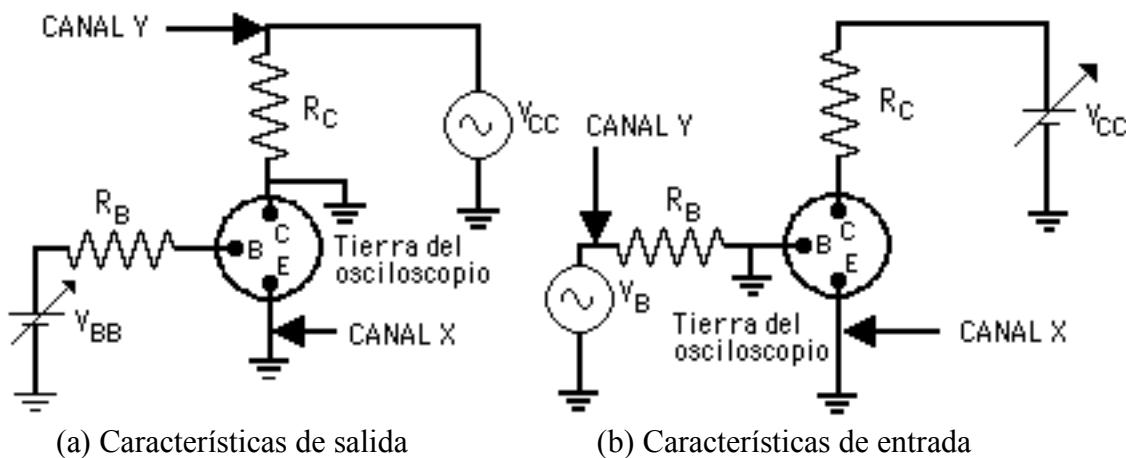 CANAL Y
R_C
V_CC
R_B
C
B
E
Tierra del
osciloscopio
V_BB
CANAL X
R_C
V_CC
CANAL Y
R_B
C
B
E
V_B
Tierra del
osciloscopio
CANAL X
(a) Características de salida
(b) Características de entrada